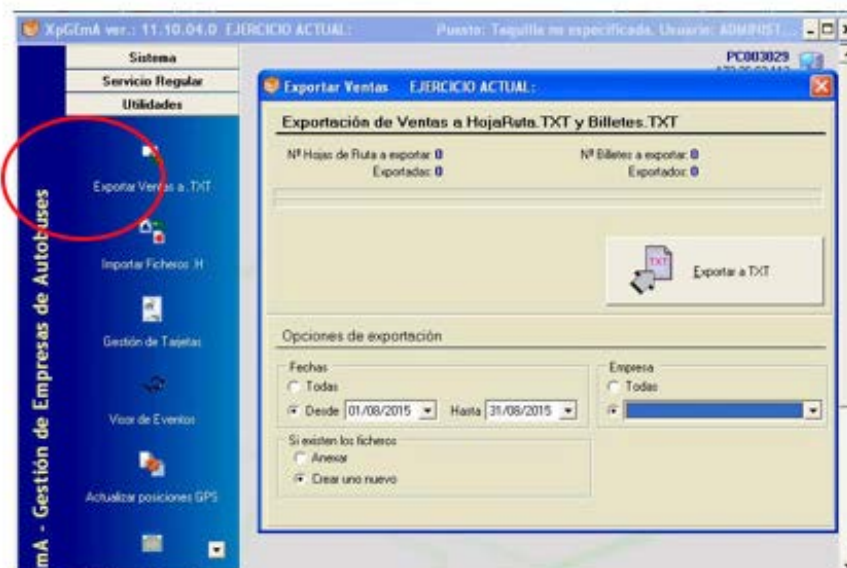 XpGEmA ver.: 11.10.04.0 EJERCICIO ACTUAL:
Puesto: Taquilla no especificada, Usuario: ADMINIST...
PC003029
Sistema
Servicio Regular
Utilidades
Exportar Ventas a .TXT
Importar Ficheros .H
Gestión de Tarjetas
Visor de Eventos
Actualizar posiciones GPS
mA - Gestión de Empresas de Autobuses
Exportar Ventas EJERCICIO ACTUAL:
Exportación de Ventas a HojaRuta.TXT y Billetes.TXT
Nº Hojas de Ruta a exportar: 0
Nº Billetes a exportar: 0
Exportadas: 0
Exportados: 0
TXT
Exportar a TXT
Opciones de exportación
Fechas
Todas
Desde 01/08/2015 Hasta 31/08/2015
Empresa
Todas
Si existen los ficheros
Anexar
Crear uno nuevo